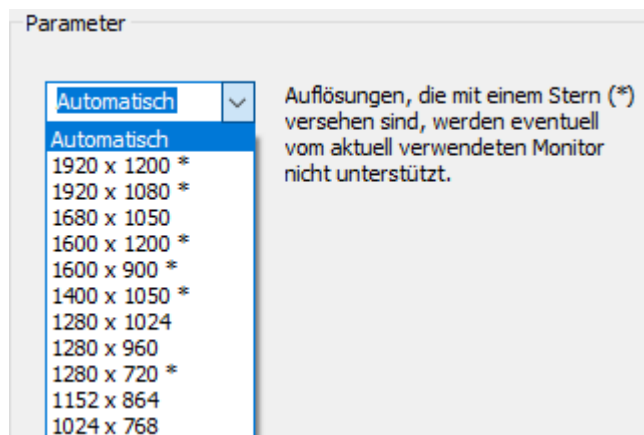 Parameter
Automatisch
Automatisch
1920 x 1200 *
1920 x 1080 *
1680 x 1050
1600 x 1200 *
1600 x 900 *
1400 x 1050 *
1280 x 1024
1280 x 960
1280 x 720 *
1152 x 864
1024 x 768
Auflösungen, die mit einem Stern (*)
versehen sind, werden eventuell
vom aktuell verwendeten Monitor
nicht unterstützt.